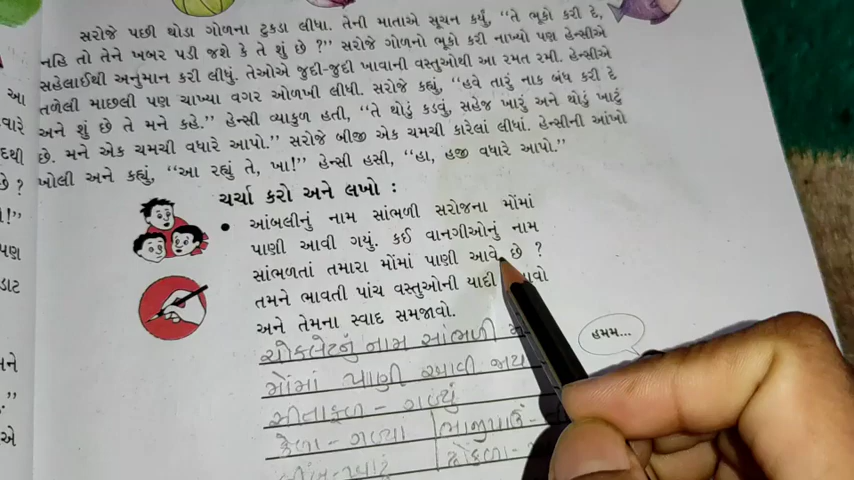 સરોજે પછી થોડા ગોળના ટુકડા લીધા. તેની માતાએ સૂચન કર્યું, “તે ભૂકો કરી દે,
નહિ તો તેને ખબર પડી જશે કે તે શું છે ?” સરોજે ગોળનો ભૂકો કરી નાખ્યો પણ હેન્સીએ
સહેલાઈથી અનુમાન કરી લીધું. તેઓએ જુદી-જુદી ખાવાની વસ્તુઓથી આ રમત રમી. હેન્સીએ
તળેલી માછલી પણ ચાખ્યા વગર ઓળખી લીધી. સરોજે કહ્યું, “હવે તારું નાક બંધ કરી દે
અને શું છે તે મને કહે.” હેન્સી વ્યાકુળ હતી, “તે થોડું કડવું, સહેજ ખારું અને થોડું ખાટું
છે. મને એક ચમચી વધારે આપો.” સરોજે બીજી એક ચમચી કારેલાં લીધાં. હેન્સીની આંખો
ખોલી અને કહ્યું, “આ રહ્યું તે, ખા!” હેન્સી હસી, “હા, હજી વધારે આપો.”
ચર્ચા કરો અને લખો :
• આંબલીનું નામ સાંભળી સરોજના મોંમાં
પાણી આવી ગયું. કઈ વાનગીઓનું નામ
સાંભળતાં તમારા મોંમાં પાણી આવે છે ?
તમને ભાવતી પાંચ વસ્તુઓની યાદી
અને તેમના સ્વાદ સમજાવો.
ચોકલેટનું નામ સાંભળી
મોંમાં પાણી આવી જાય
સીતાફળ - ગળ્યું
કેળા - ગળ્યા
ભાજીપાઉં -
લીંબુ - ખાટું
ઢોકળા -
હમમ...
આ
વારે
દથી
છે ?
!”
પણ
ડાટ
મને
.”
એ